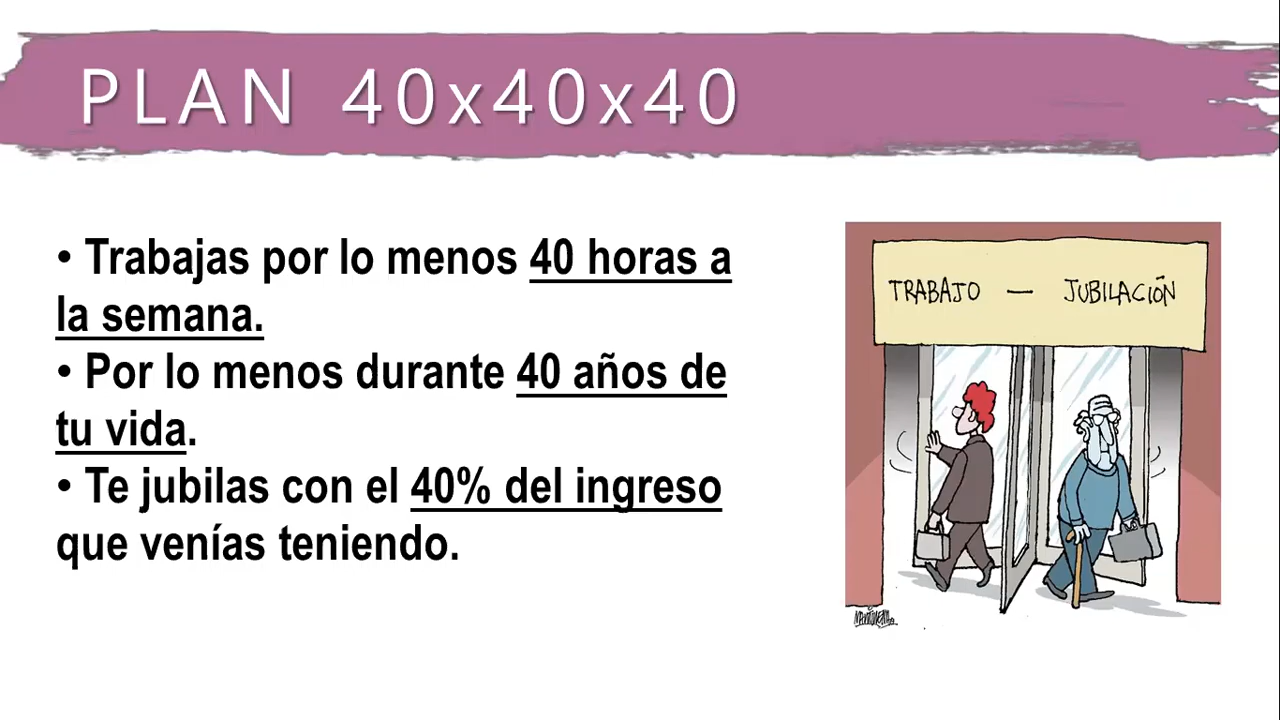 PLAN 40x40x40
• Trabajas por lo menos 40 horas a
la semana.
• Por lo menos durante 40 años de
tu vida.
• Te jubilas con el 40% del ingreso
que venías teniendo.
TRABAJO — JUBILACIÓN